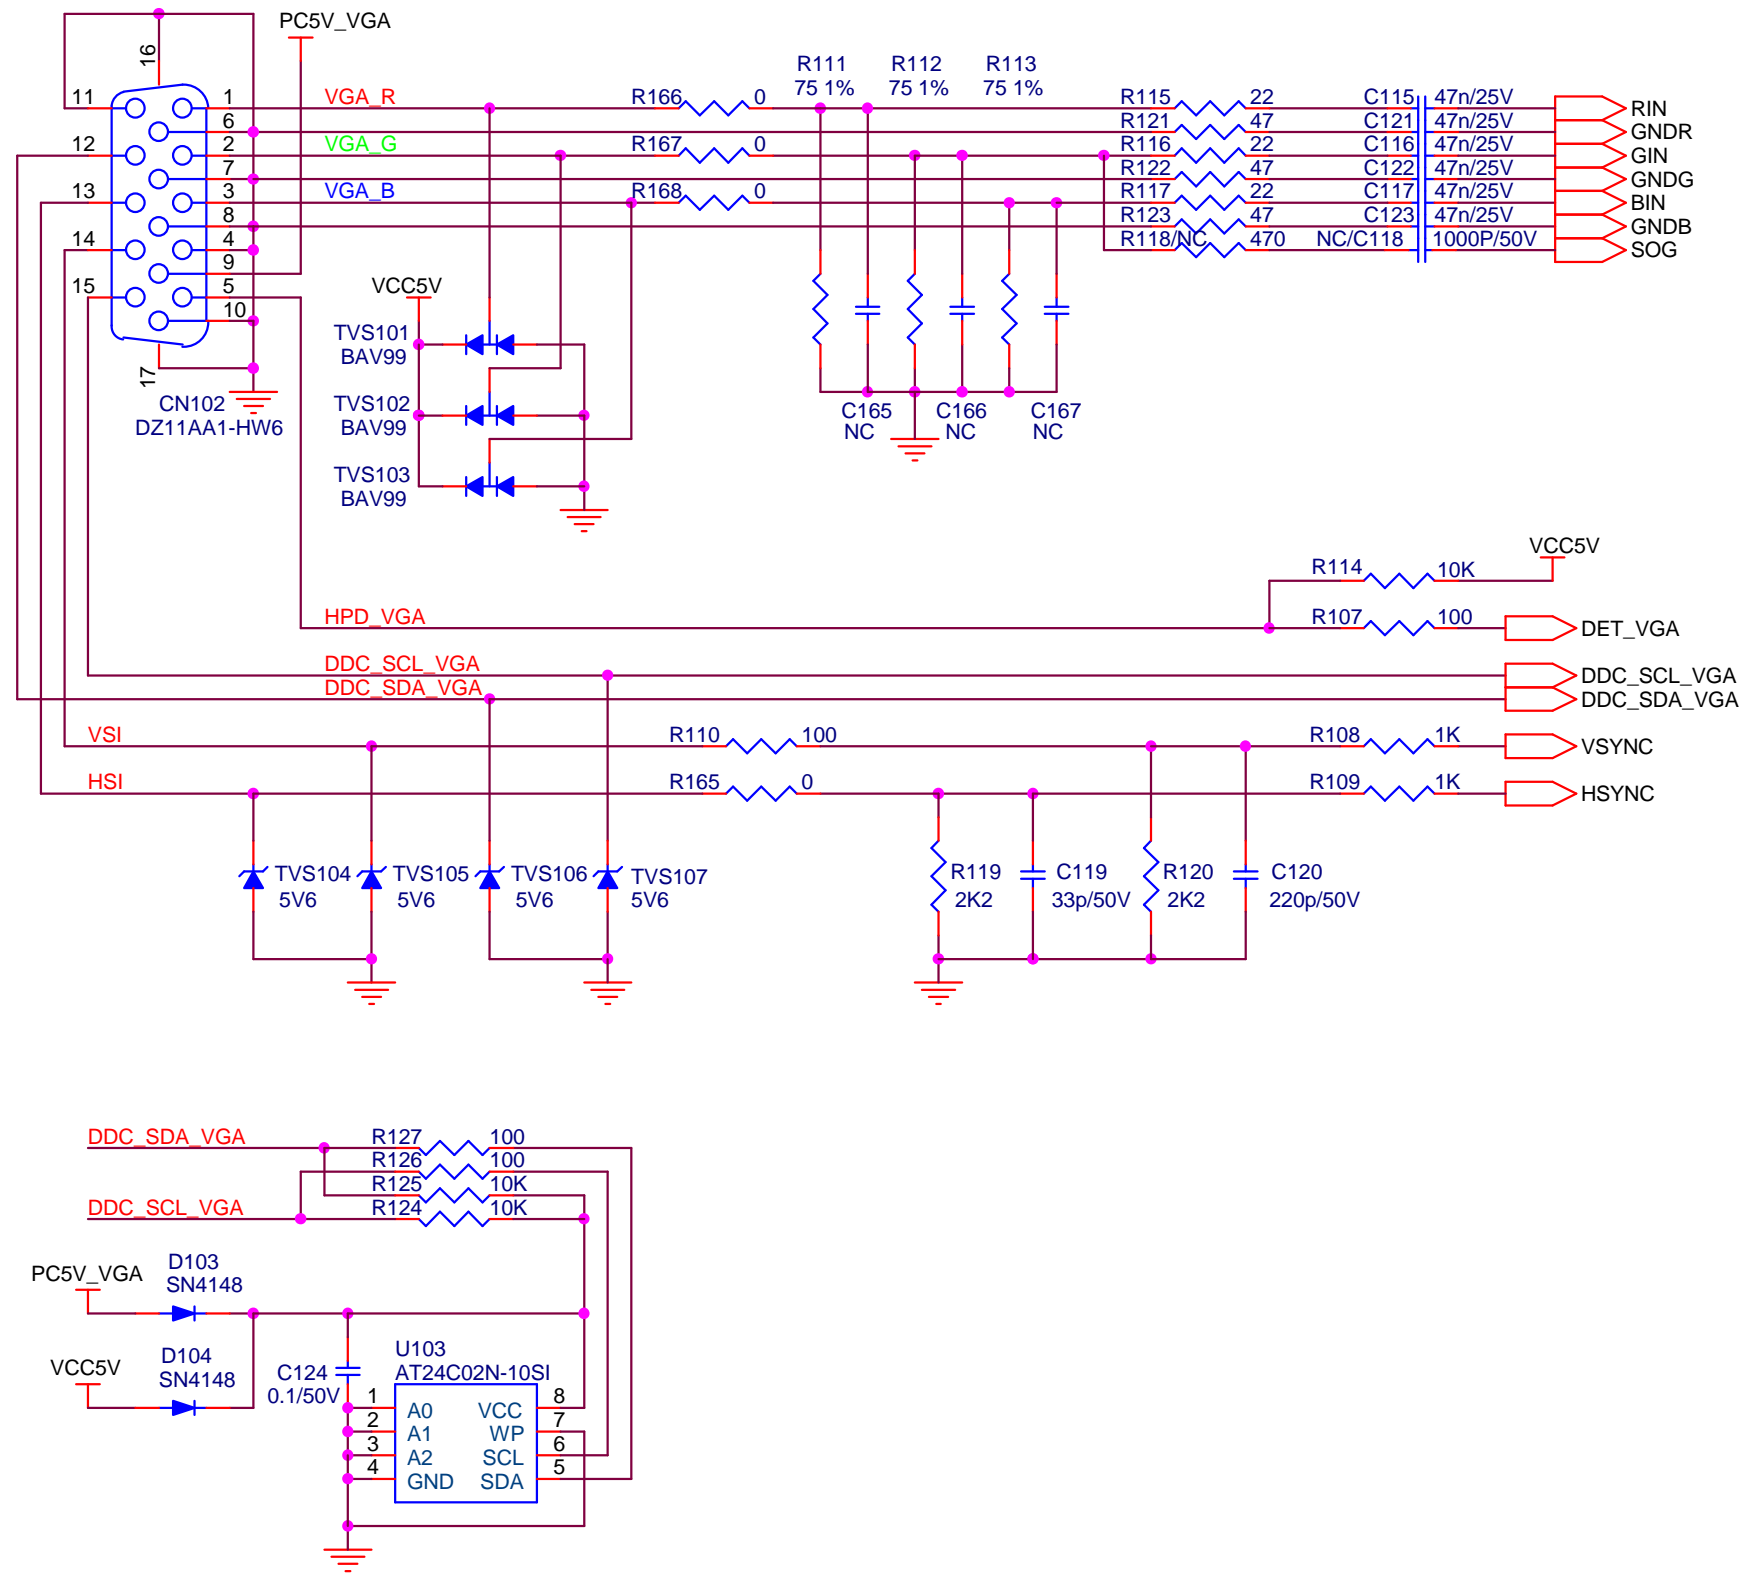 PC5V_VGA
16
R111 R112 R113
75 1% 75 1% 75 1%
11 1 VGA_R R166 0 R115 22 C115 47n/25V RIN
6 R121 47 C121 47n/25V GNDR
12 2 VGA_G R167 0 R116 22 C116 47n/25V GIN
7 R122 47 C122 47n/25V GNDG
13 3 VGA_B R168 0 R117 22 C117 47n/25V BIN
8 R123 47 C123 47n/25V GNDB
14 4 R118/NC 470 NC/C118 1000P/50V SOG
9
15 5 VCC5V
10
TVS101
BAV99
17
CN102 TVS102 C165 C166 C167
DZ11AA1-HW6 BAV99 NC NC NC
TVS103
BAV99
VCC5V
R114 10K
HPD_VGA R107 100 DET_VGA
DDC_SCL_VGA DDC_SCL_VGA
DDC_SDA_VGA DDC_SDA_VGA
VSI R110 100 R108 1K VSYNC
HSI R165 0 R109 1K HSYNC
TVS104 TVS105 TVS106 TVS107 R119 C119 R120 C120
5V6 5V6 5V6 5V6 2K2 33p/50V 2K2 220p/50V
DDC_SDA_VGA R127 100
R126 100
R125 10K
DDC_SCL_VGA R124 10K
D103
PC5V_VGA SN4148
U103
VCC5V D104 C124 AT24C02N-10SI
SN4148 0.1/50V
1 A0 VCC 8
2 A1 WP 7
3 A2 SCL 6
4 GND SDA 5